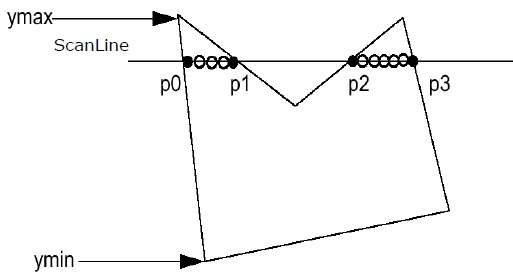 ymax
ScanLine
p0 p1 p2 p3
ymin